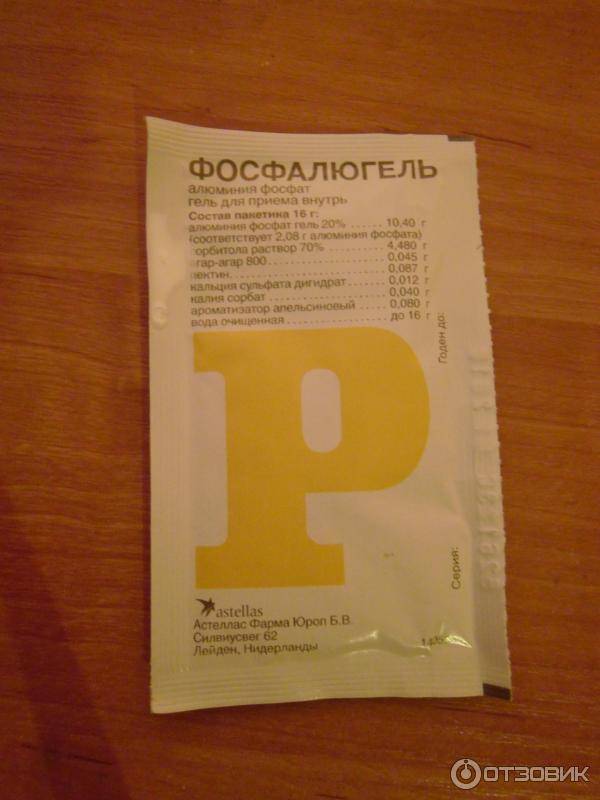 ФОСФАЛЮГЕЛЬ
алюминия фосфат
гель для приема внутрь
Состав пакетика 16 г:
алюминия фосфат гель 20% ...... 10,40 г
(соответствует 2,08 г алюминия фосфата)
сорбитола раствор 70% ......... 4,480 г
агар-агар 800 ................. 0,045 г
пектин ........................ 0,087 г
кальция сульфата дигидрат ..... 0,012 г
калия сорбат .................. 0,040 г
ароматизатор апельсиновый ..... 0,080 г
вода очищенная ................ до 16 г
Годен до:
P
Серия:
astellas
Астеллас Фарма Юроп Б.В.
Силвиусвег 62
Лейден, Нидерланды
ОТЗОВИК